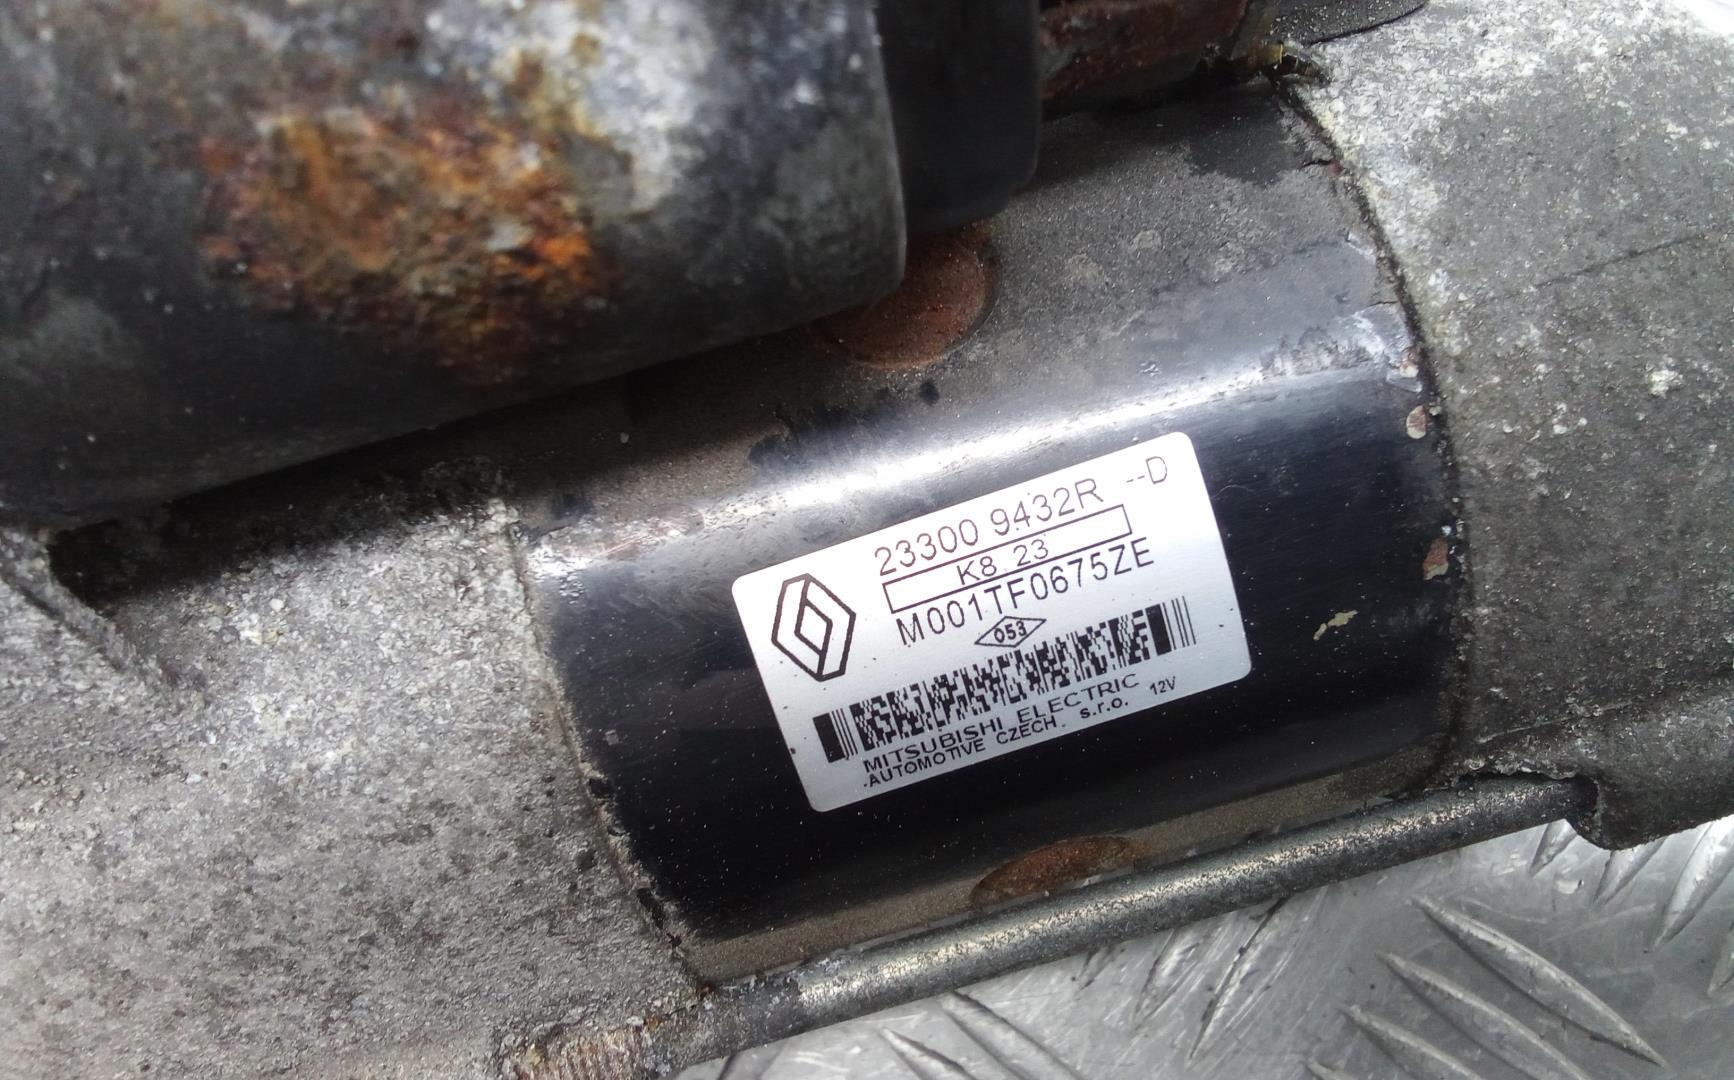 23300 9432R --D
K8 23
M001TF0675ZE
053
MITSUBISHI ELECTRIC 12V
AUTOMOTIVE CZECH. s.r.o.